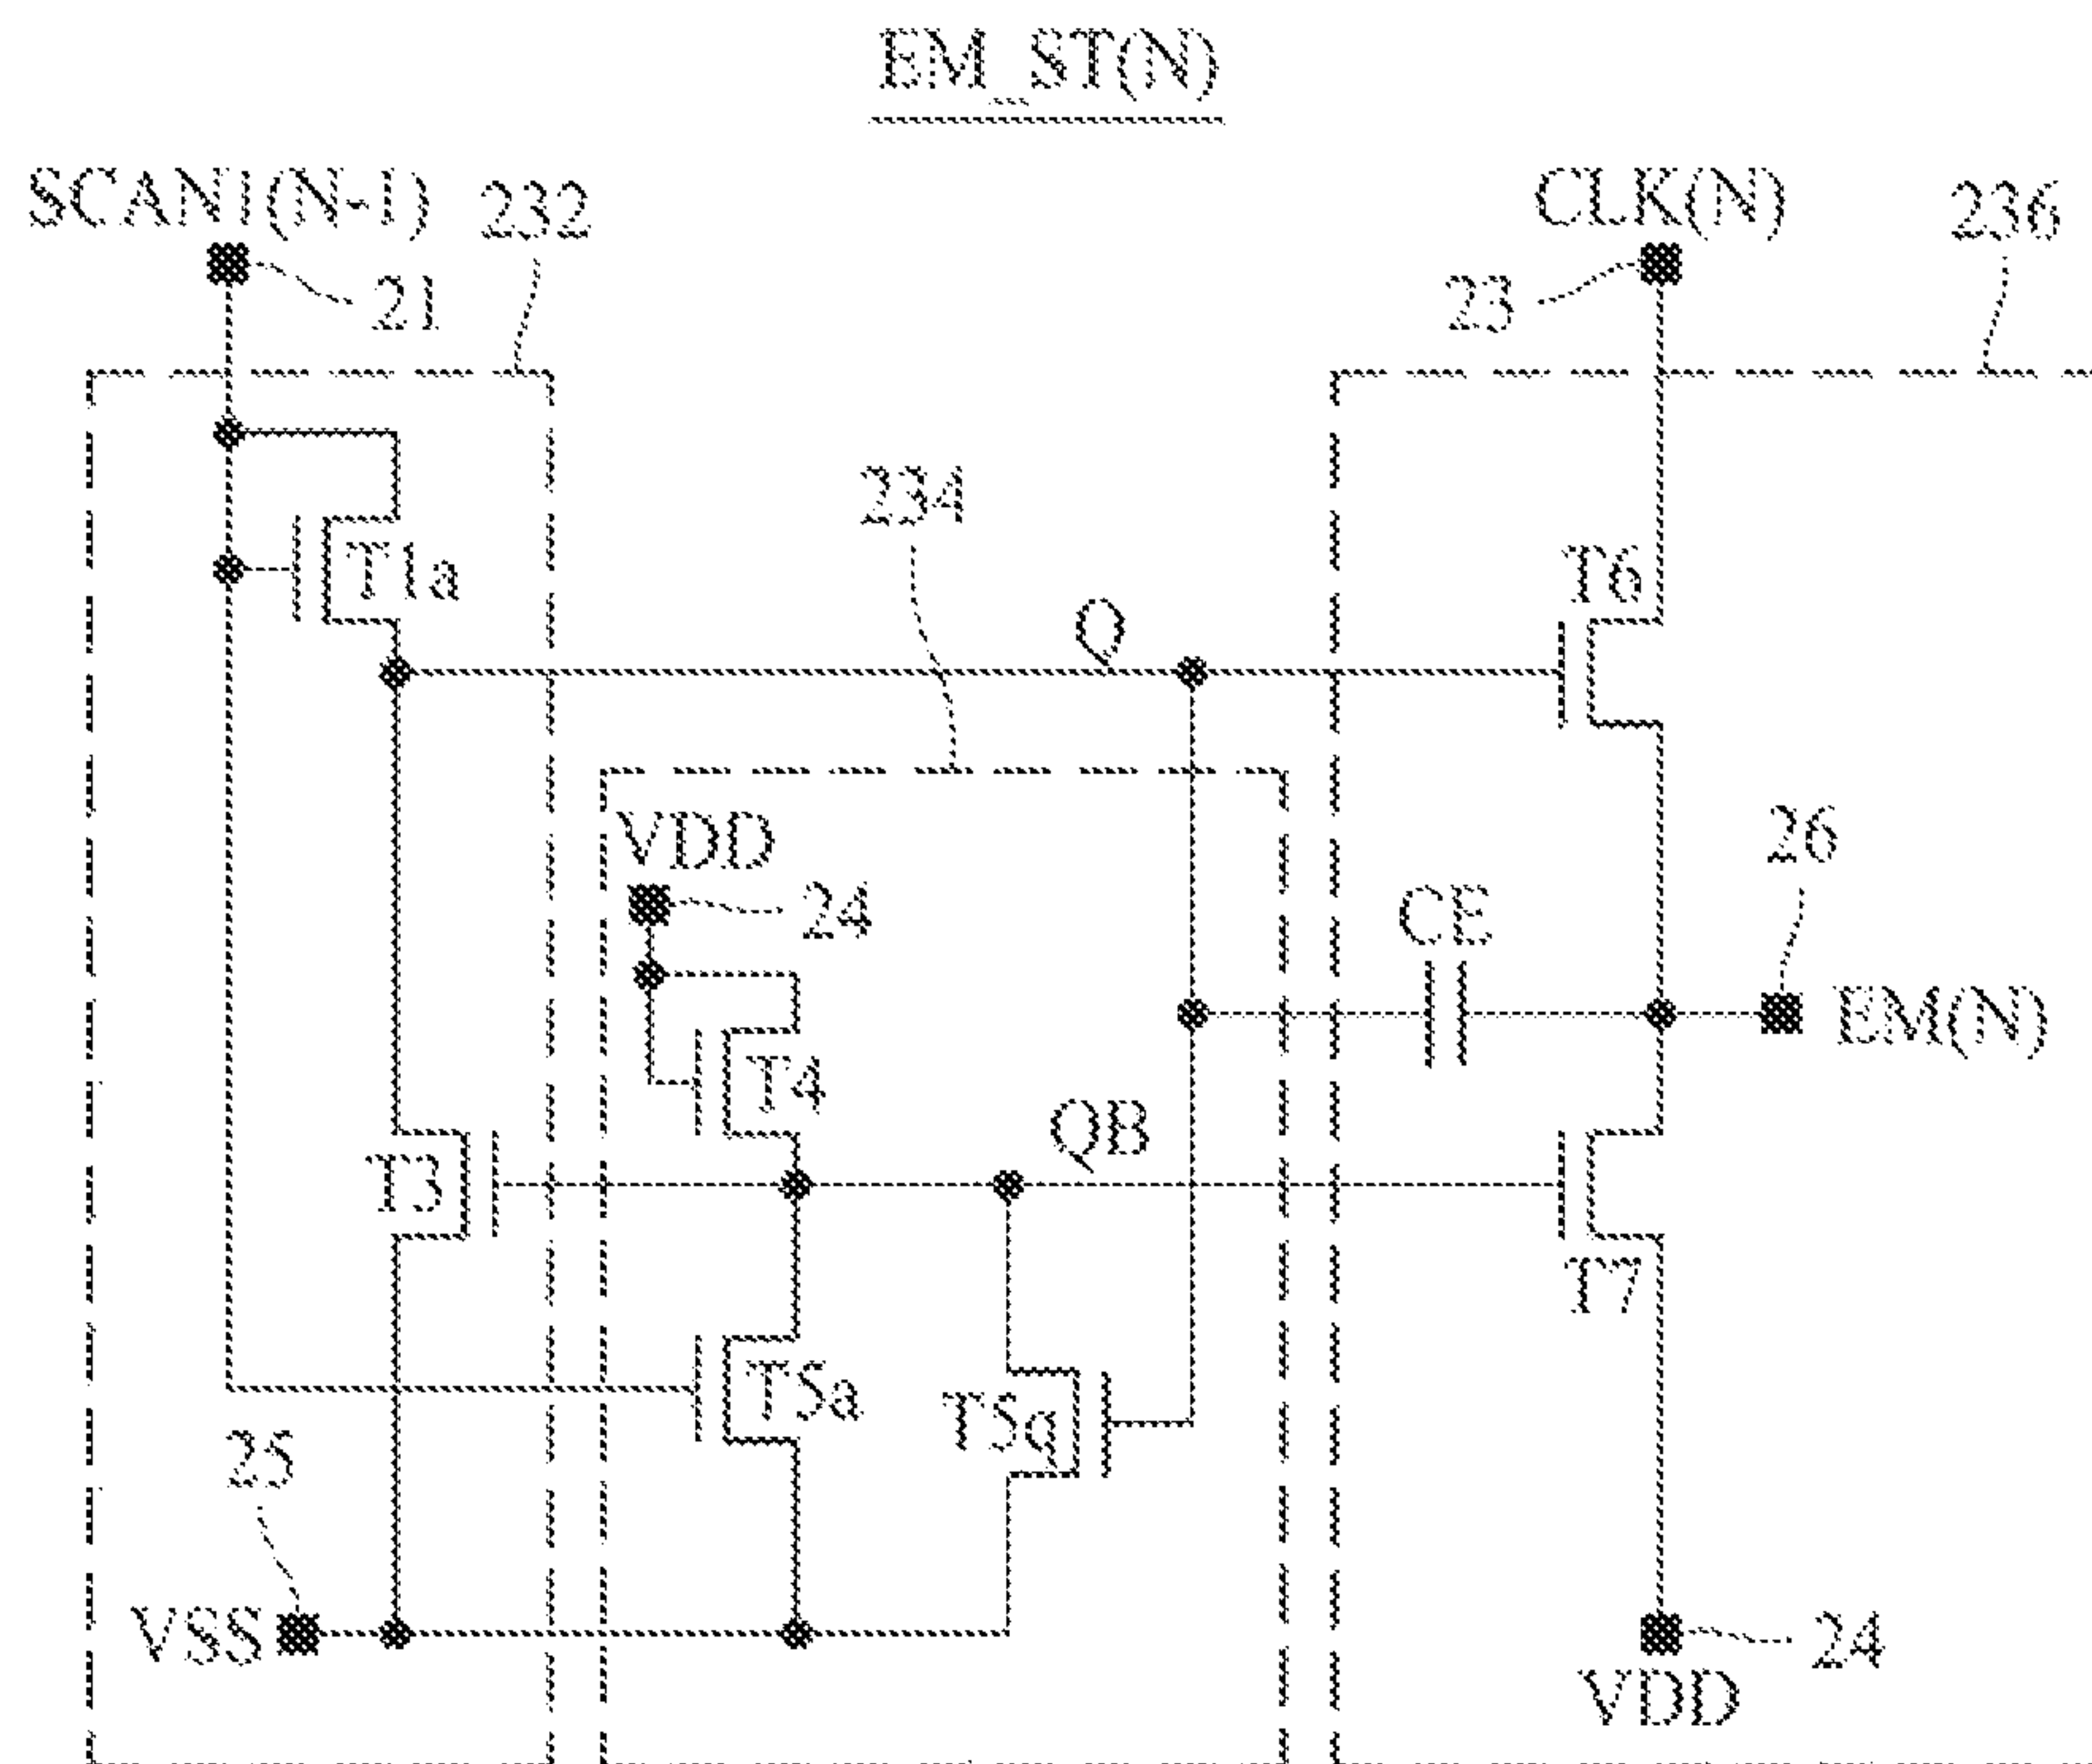 EM_ST(N)
SCAN1(N-1)
232
CLK(N)
236
21
23
234
T1a
T6
Q
VDD
24
26
CE
EM(N)
T4
QB
T3
T7
T5a
T5q
25
VSS
24
VDD